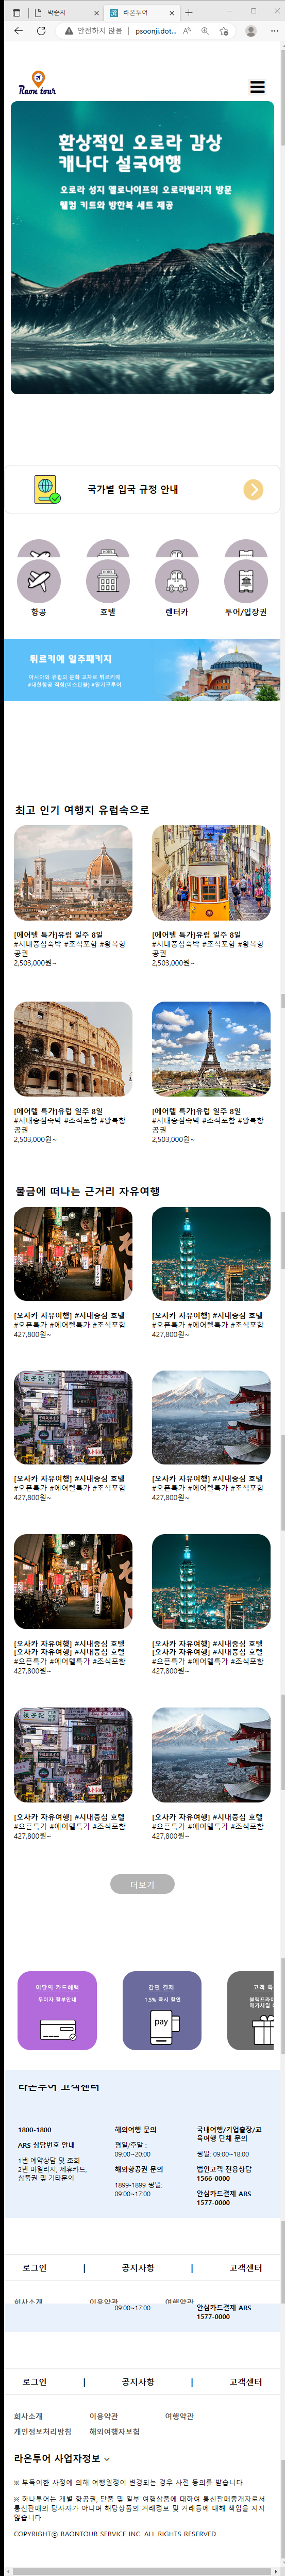 박순지
라온투어
안전하지 않음
psoonji.dot...
Raon tour
환상적인 오로라 감상
캐나다 설국여행
오로라 성지 옐로나이프의 오로라빌리지 방문
웰컴 키트와 방한복 세트 제공
국가별 입국 규정 안내
항공 호텔 렌터카 투어/입장권
튀르키예 일주패키지
아시아와 유럽의 문화 교차로 튀르키예
#대한항공 직항(이스탄불) #열기구투어
최고 인기 여행지 유럽속으로
[에어텔 특가]유럽 일주 8일
#시내중심숙박 #조식포함 #왕복항
공권
2,503,000원~
[에어텔 특가]유럽 일주 8일
#시내중심숙박 #조식포함 #왕복항
공권
2,503,000원~
[에어텔 특가]유럽 일주 8일
#시내중심숙박 #조식포함 #왕복항
공권
2,503,000원~
[에어텔 특가]유럽 일주 8일
#시내중심숙박 #조식포함 #왕복항
공권
2,503,000원~
불금에 떠나는 근거리 자유여행
[오사카 자유여행] #시내중심 호텔
#오픈특가 #에어텔특가 #조식포함
427,800원~
[오사카 자유여행] #시내중심 호텔
#오픈특가 #에어텔특가 #조식포함
427,800원~
[오사카 자유여행] #시내중심 호텔
#오픈특가 #에어텔특가 #조식포함
427,800원~
[오사카 자유여행] #시내중심 호텔
#오픈특가 #에어텔특가 #조식포함
427,800원~
[오사카 자유여행] #시내중심 호텔
[오사카 자유여행] #시내중심 호텔
#오픈특가 #에어텔특가 #조식포함
427,800원~
[오사카 자유여행] #시내중심 호텔
[오사카 자유여행] #시내중심 호텔
#오픈특가 #에어텔특가 #조식포함
427,800원~
[오사카 자유여행] #시내중심 호텔
#오픈특가 #에어텔특가 #조식포함
427,800원~
[오사카 자유여행] #시내중심 호텔
#오픈특가 #에어텔특가 #조식포함
427,800원~
더보기
이달의 카드혜택
무이자 할부안내
간편 결제
1.5% 즉시 할인
pay
고객 특
블랙프라이
메가세일
라온투어 고객센터
1800-1800
ARS 상담번호 안내
1번 예약상담 및 조회
2번 마일리지, 제휴카드,
상품권 및 기타문의
해외여행 문의
평일/주말 :
09:00~20:00
해외항공권 문의
1899-1899 평일:
09:00~17:00
국내여행/기업출장/교
육여행 단체 문의
평일: 09:00~18:00
법인고객 전용상담
1566-0000
안심카드결제 ARS
1577-0000
로그인 | 공지사항 | 고객센터
회사소개 이용약관 여행약관
09:00~17:00
안심카드결제 ARS
1577-0000
로그인 | 공지사항 | 고객센터
회사소개 이용약관 여행약관
개인정보처리방침 해외여행자보험
라온투어 사업자정보
※ 부득이한 사정에 의해 여행일정이 변경되는 경우 사전 동의를 받습니다.
※ 하나투어는 개별 항공권, 단품 및 일부 여행상품에 대하여 통신판매중개자로서
통신판매의 당사자가 아니며 해당상품의 거래정보 및 거래등에 대해 책임을 지지
않습니다.
COPYRIGHTⓒ RAONTOUR SERVICE INC. ALL RIGHTS RESERVED